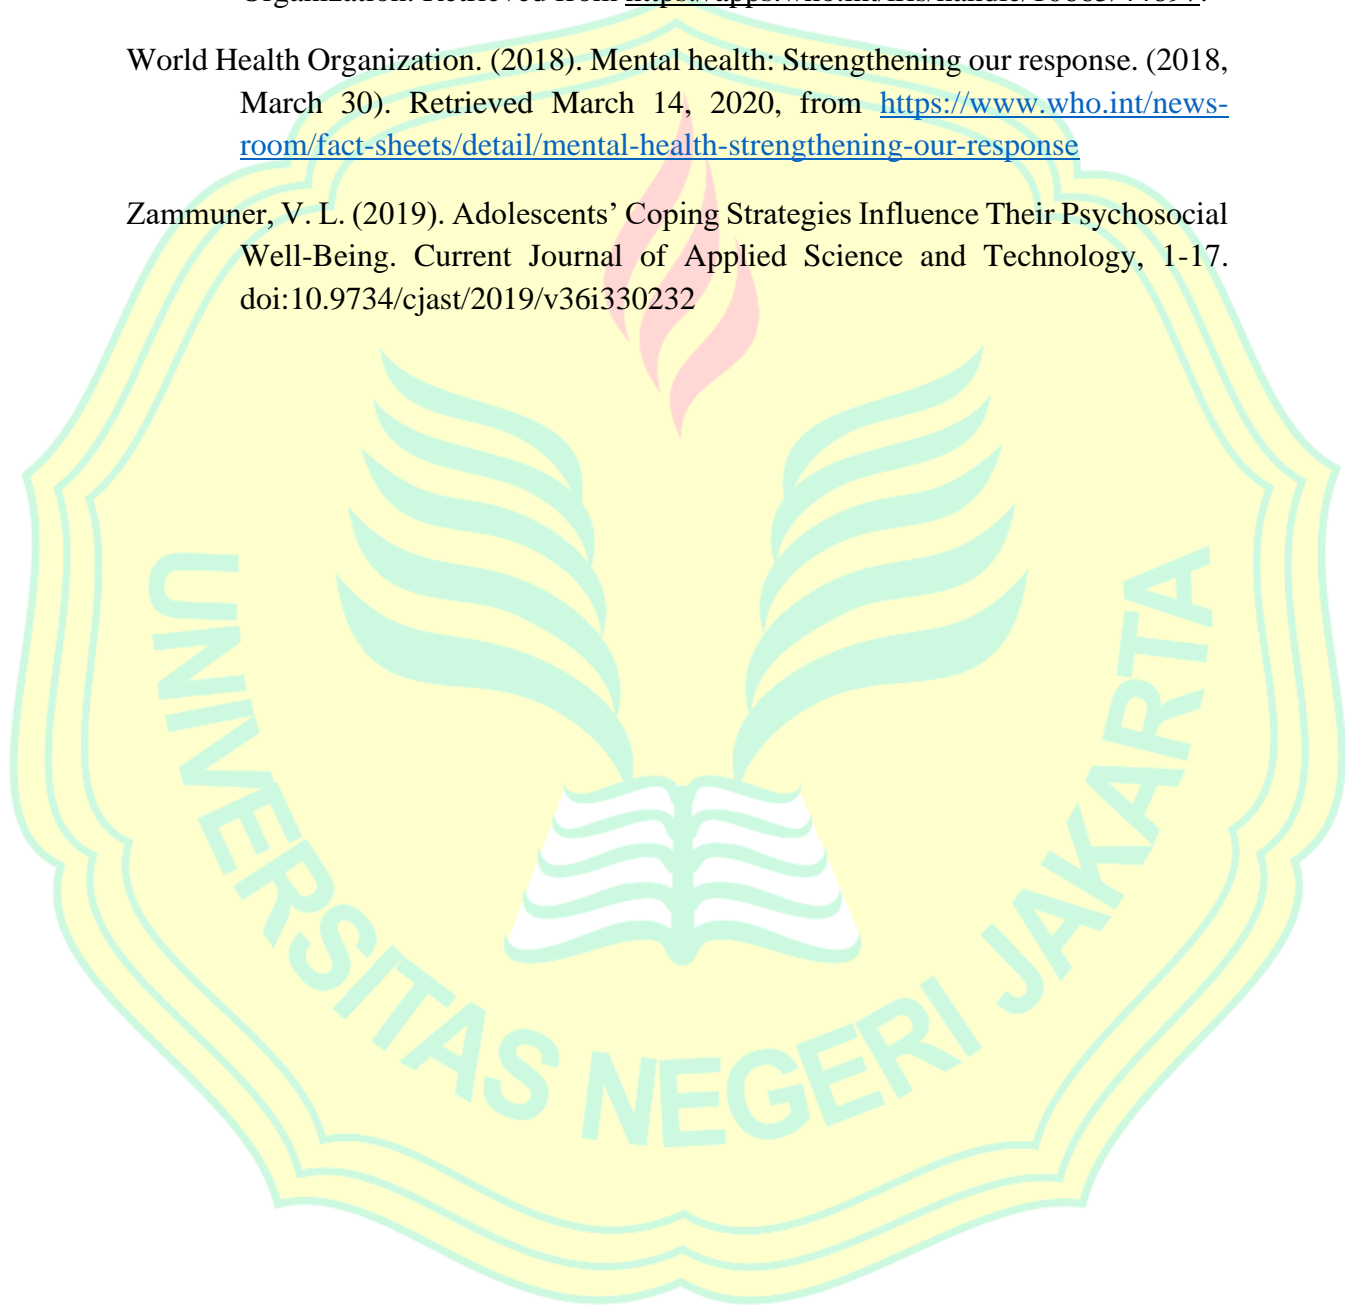 Organization. Retrieved from
World Health Organization. (2018). Mental health: Strengthening our response. (2018,
March 30). Retrieved March 14, 2020, from https://www.who.int/news-
room/fact-sheets/detail/mental-health-strengthening-our-response
Zammuner, V. L. (2019). Adolescents’ Coping Strategies Influence Their Psychosocial
Well-Being. Current Journal of Applied Science and Technology, 1-17.
doi:10.9734/cjast/2019/v36i330232
UNIVERSITAS NEGERI JAKARTA